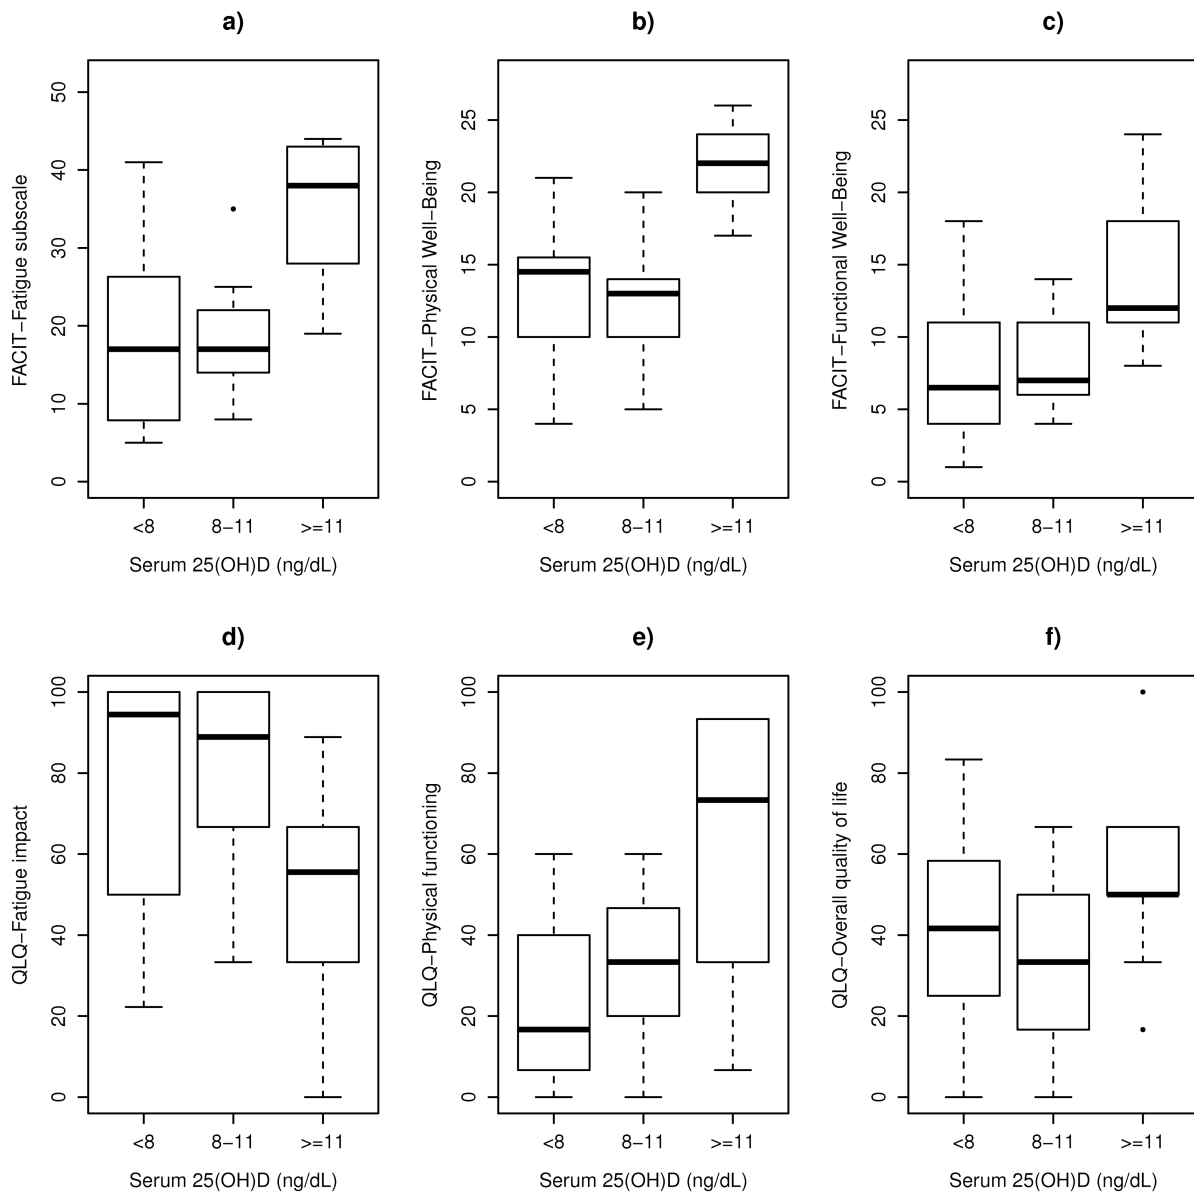 a)
FACIT−Fatigue subscale
50
40
30
20
10
0
<8 8−11 >=11
Serum 25(OH)D (ng/dL)
b)
FACIT−Physical Well−Being
25
20
15
10
5
0
<8 8−11 >=11
Serum 25(OH)D (ng/dL)
c)
FACIT−Functional Well−Being
25
20
15
10
5
0
<8 8−11 >=11
Serum 25(OH)D (ng/dL)
d)
QLQ−Fatigue impact
100
80
60
40
20
0
<8 8−11 >=11
Serum 25(OH)D (ng/dL)
e)
QLQ−Physical functioning
100
80
60
40
20
0
<8 8−11 >=11
Serum 25(OH)D (ng/dL)
f)
QLQ−Overall quality of life
100
80
60
40
20
0
<8 8−11 >=11
Serum 25(OH)D (ng/dL)